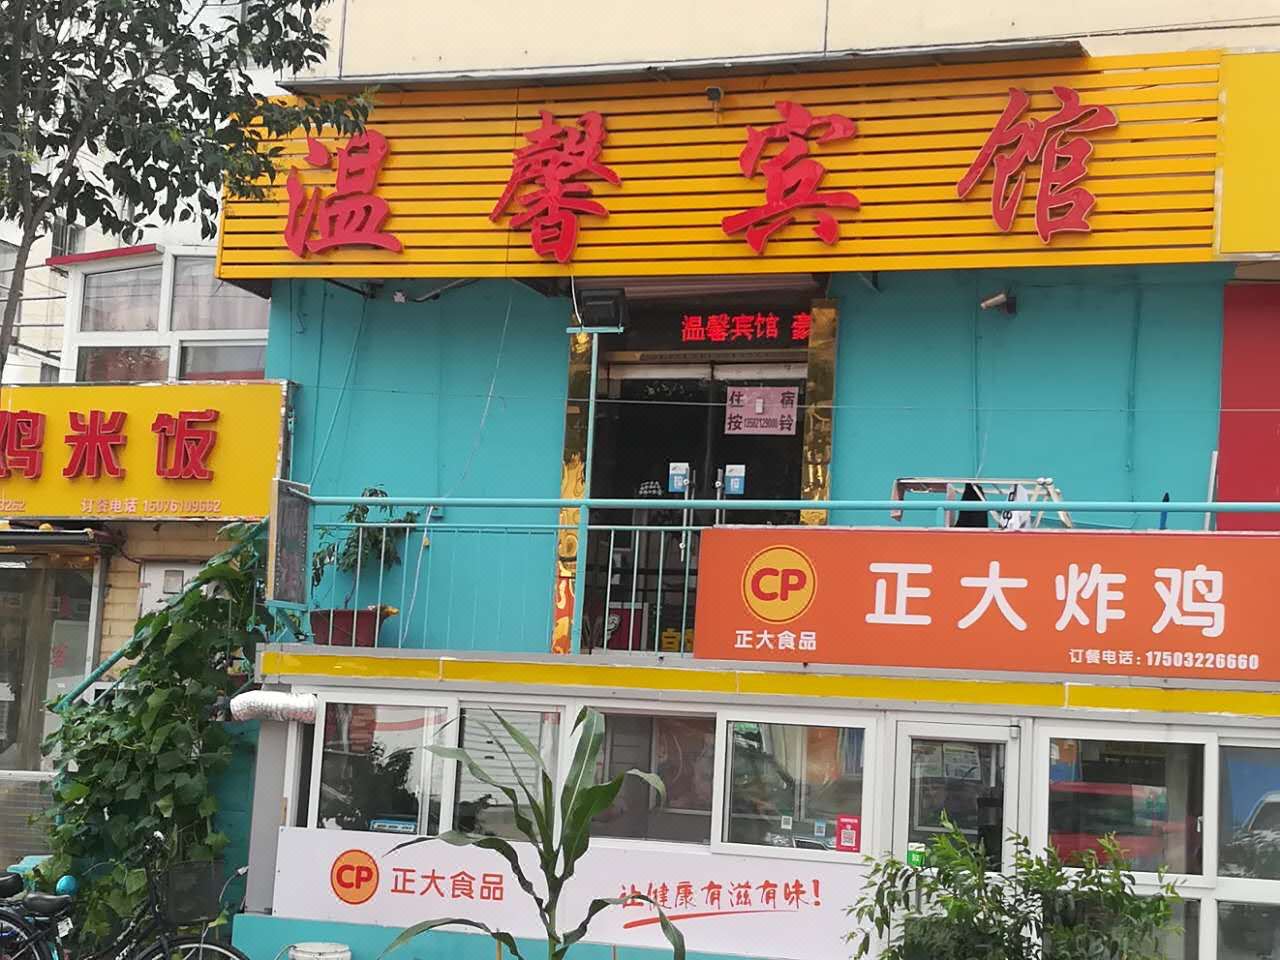 温馨宾馆
温馨宾馆 豪
住 宿
按 铃
13582129000
鸡米饭
订餐电话 15076109682
CP
正大食品
正大炸鸡
订餐电话：17503226660
CP 正大食品
让健康有滋有味！